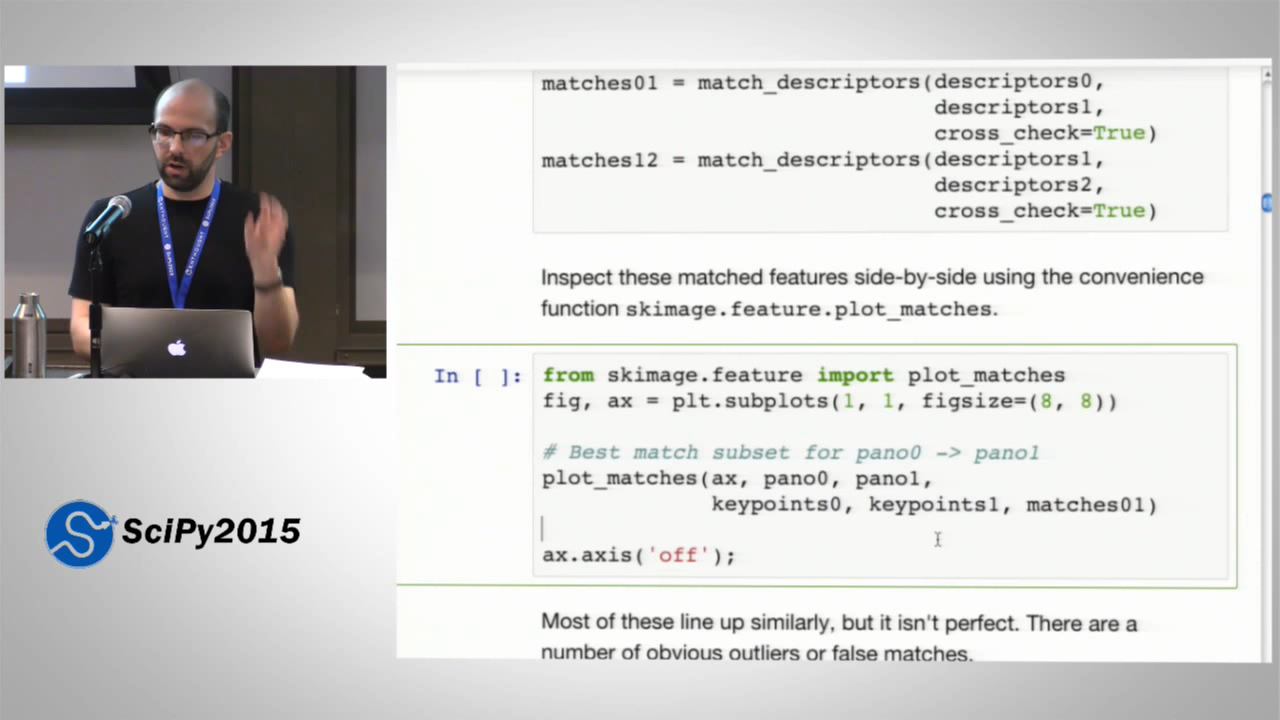 matches01 = match_descriptors(descriptors0,
descriptors1,
cross_check=True)
matches12 = match_descriptors(descriptors1,
descriptors2,
cross_check=True)
Inspect these matched features side-by-side using the convenience
function skimage.feature.plot_matches.
In [ ]: from skimage.feature import plot_matches
fig, ax = plt.subplots(1, 1, figsize=(8, 8))
# Best match subset for pano0 -> pano1
plot_matches(ax, pano0, pano1,
keypoints0, keypoints1, matches01)
ax.axis('off');
Most of these line up similarly, but it isn't perfect. There are a
number of obvious outliers or false matches.
SciPy2015
ENTHOUGHT